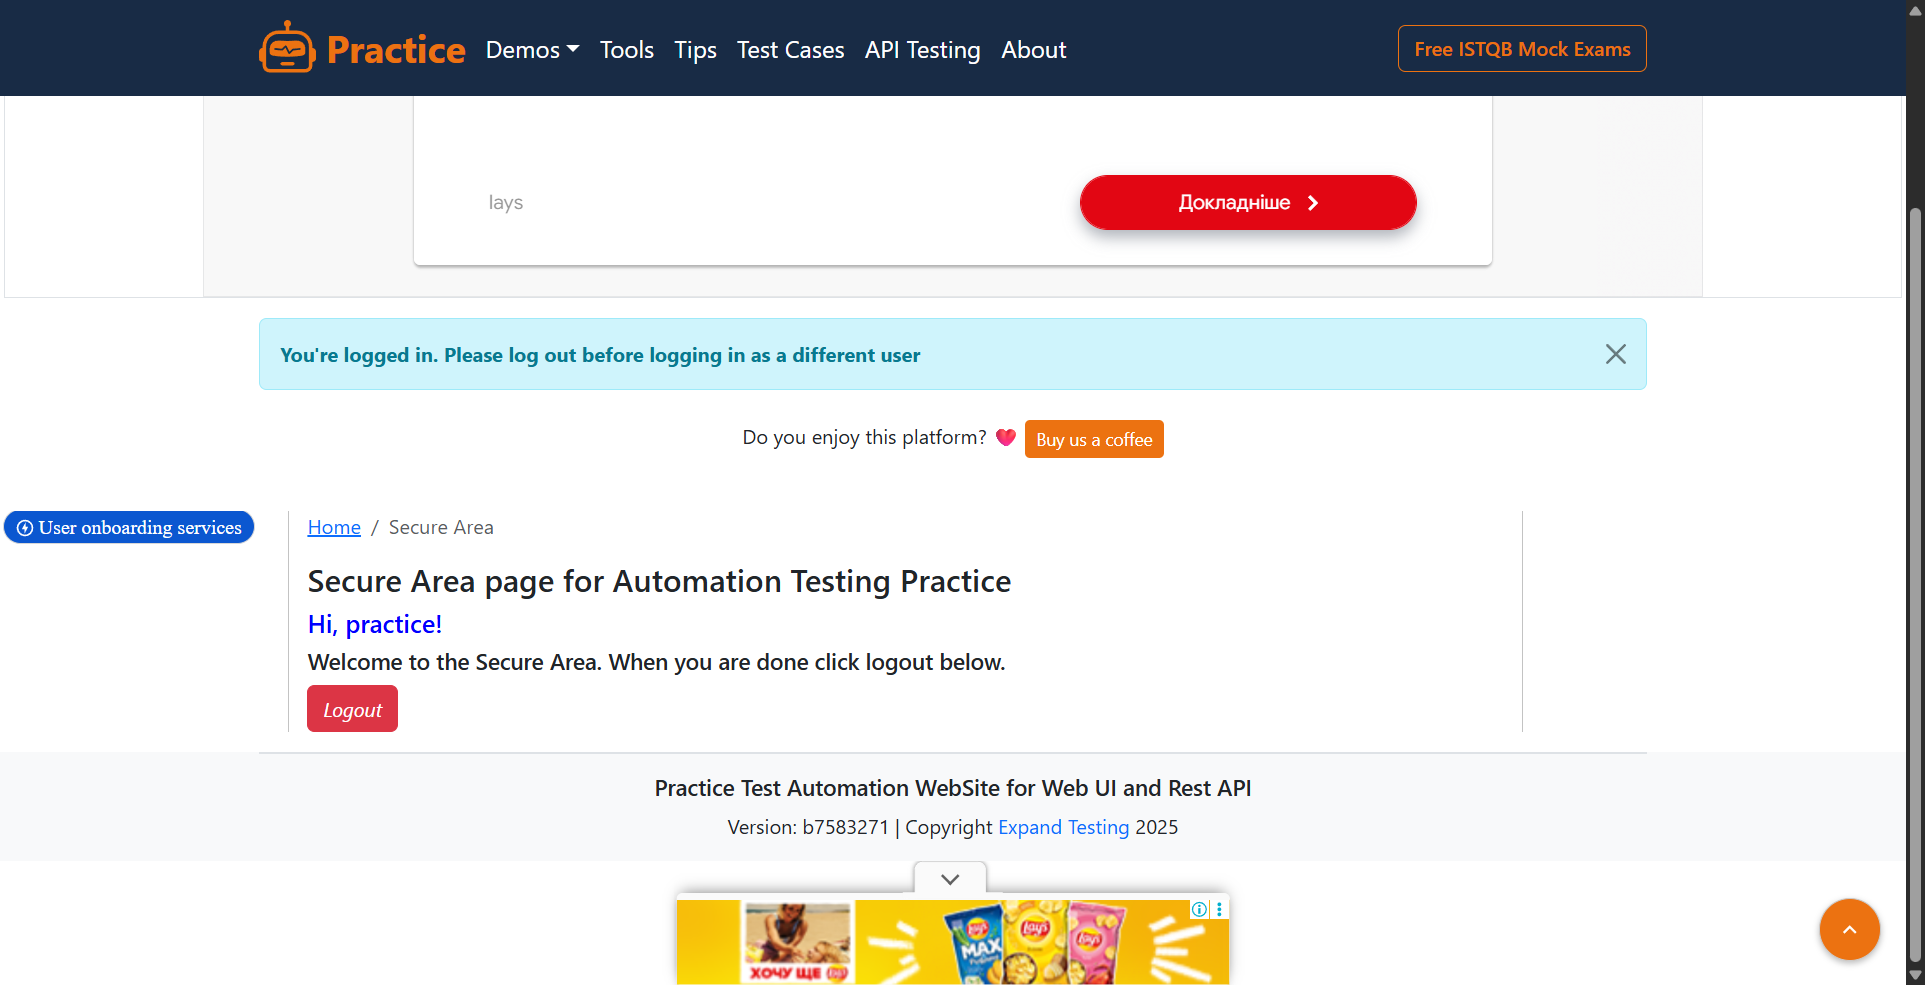 Practice Demos Tools Tips Test Cases API Testing About Free ISTQB Mock Exams
lays Докладніше
You're logged in. Please log out before logging in as a different user
Do you enjoy this platform? Buy us a coffee
User onboarding services
Home / Secure Area
Secure Area page for Automation Testing Practice
Hi, practice!
Welcome to the Secure Area. When you are done click logout below.
Logout
Practice Test Automation WebSite for Web UI and Rest API
Version: b7583271 | Copyright Expand Testing 2025
Lay's MAX
Lay's
Lay's
ХОЧУ ЩЕ Lay's